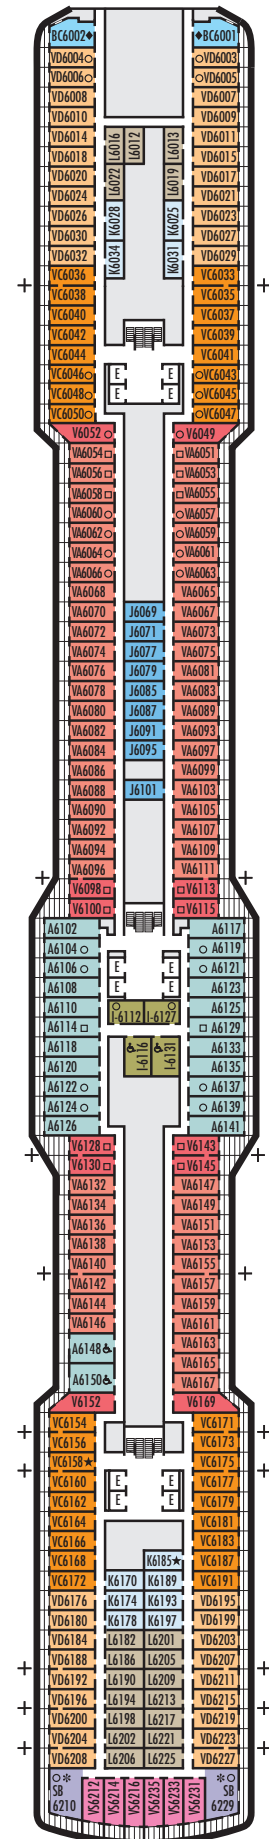 BC6002♦ ♦BC6001
VD6004○ ○VD6003
VD6006○ ○VD6005
VD6008 VD6007
VD6010 VD6009
VD6014 L6016 L6012 L6013 VD6011
VD6018 VD6015
VD6020 L6022 L6019 VD6017
VD6024 VD6021
VD6026 K6028 K6025 VD6023
VD6030 VD6027
VD6032 K6034 K6031 VD6029
VC6036 VC6033
VC6038 VC6035
VC6040 VC6037
VC6042 VC6039
VC6044 VC6041
VC6046○ E E ○VC6043
VC6048○ E E ○VC6045
VC6050○ ○VC6047
V6052○ ○V6049
VA6054□ □VA6051
VA6056□ □VA6053
VA6058□ □VA6055
VA6060○ ○VA6057
VA6062○ ○VA6059
VA6064○ ○VA6061
VA6066○ ○VA6063
VA6068 VA6065
VA6070 J6069 VA6067
VA6072 J6071 VA6073
VA6074 J6077 VA6075
VA6076 J6079 VA6081
VA6078 J6085 VA6083
VA6080 J6087 VA6089
VA6082 J6091 VA6093
VA6084 J6095 VA6097
VA6086 VA6099
VA6088 J6101 VA6103
VA6090 VA6105
VA6092 VA6107
VA6094 VA6109
VA6096 VA6111
V6098□ □V6113
V6100□ □V6115
A6102 A6117
A6104○ ○A6119
A6106○ E E ○A6121
A6108 E E A6123
A6110 I-6112 I-6127 A6125
A6114□ □A6129
A6118 I-6116♿ I-6131♿ A6133
A6120 A6135
A6122○ ○A6137
A6124○ ○A6139
A6126 A6141
V6128□ □V6143
V6130□ □V6145
VA6132 VA6147
VA6134 VA6149
VA6136 VA6151
VA6138 VA6153
VA6140 VA6155
VA6142 VA6157
VA6144 VA6159
VA6146 VA6161
A6148♿ VA6163
VA6165
A6150♿ VA6167
V6152 V6169
VC6154 VC6171
VC6156 VC6173
VC6158★ VC6175
VC6160 E E VC6177
VC6162 E E VC6179
VC6164 VC6181
VC6166 VC6183
VC6168 K6185★ VC6187
VC6172 K6170 K6189 VC6191
VD6176 K6174 K6193 VD6195
VD6180 K6178 K6197 VD6199
VD6184 L6182 L6201 VD6203
VD6188 L6186 L6205 VD6207
VD6192 L6190 L6209 VD6211
VD6196 L6194 L6213 VD6215
VD6200 L6198 L6217 VD6219
VD6204 L6202 L6221 VD6223
VD6208 L6206 L6225 VD6227
○✻ SB 6210 VS6212 VS6214 VS6216 VS6235 VS6233 VS6231 ✻○ SB 6229